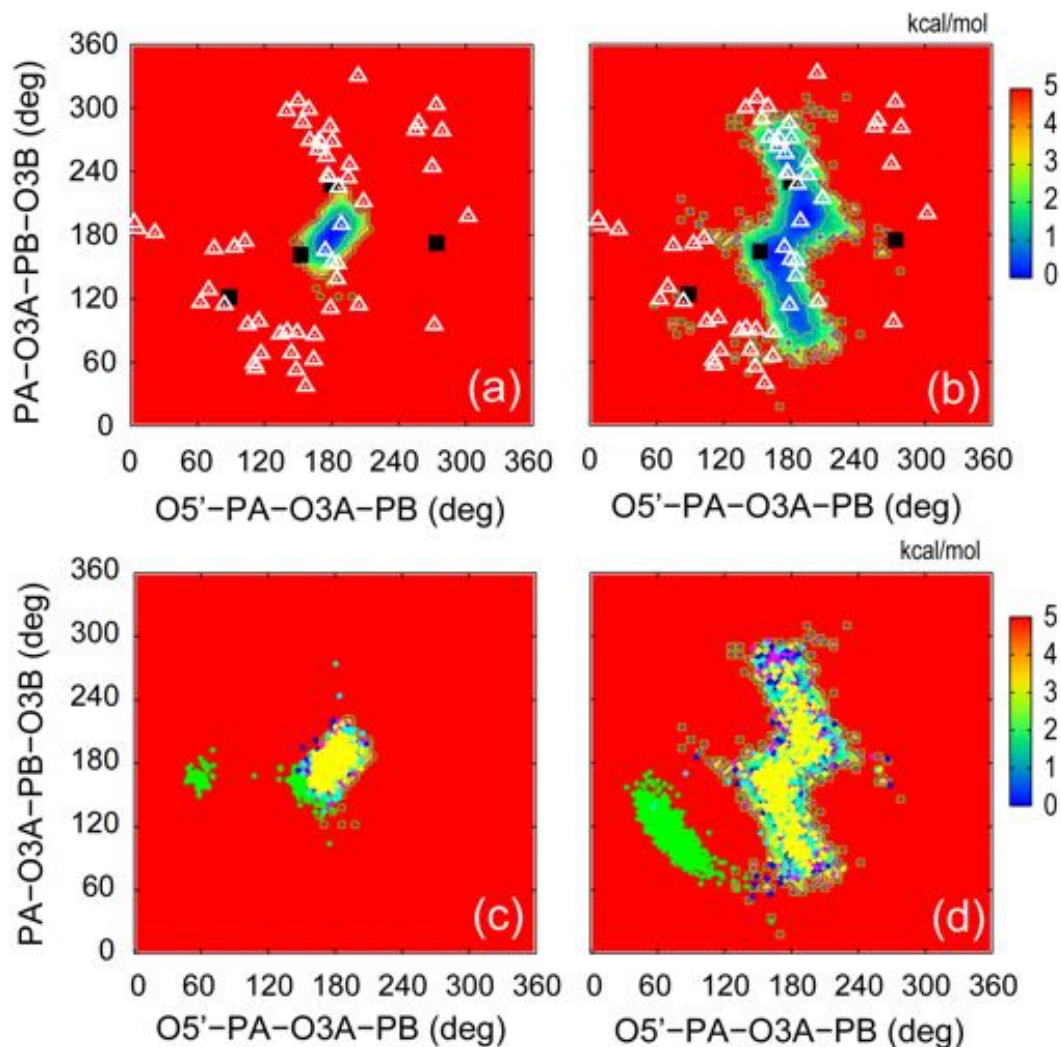 kcal/mol
360
300
240
180
120
60
0
PA−O3A−PB−O3B (deg)
(a)
0 60 120 180 240 300 360
O5'−PA−O3A−PB (deg)
(b)
60 120 180 240 300 360
O5'−PA−O3A−PB (deg)
5
4
3
2
1
0
kcal/mol
360
300
240
180
120
60
0
PA−O3A−PB−O3B (deg)
(c)
0 60 120 180 240 300 360
O5'−PA−O3A−PB (deg)
(d)
0 60 120 180 240 300 360
O5'−PA−O3A−PB (deg)
5
4
3
2
1
0